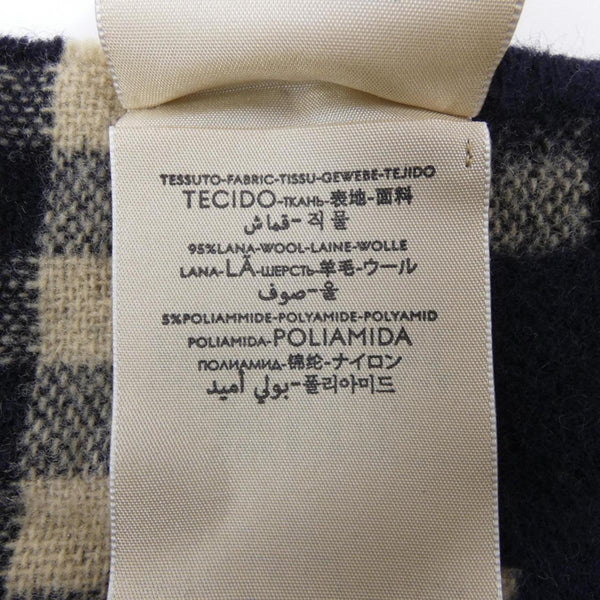 TESSUTO-FABRIC-TISSU-GEWEBE-TEJIDO
TECIDO-ТКАНЬ-表地-面料
قماش-직물
95%LANA-WOOL-LAINE-WOLLE
LANA-LÃ-ШЕРСТЬ-羊毛-ウール
صوف-울
5%POLIAMMIDE-POLYAMIDE-POLYAMID
POLIAMIDA-POLIAMIDA
ПОЛИАМИД-锦纶-ナイロン
بولي أميد-폴리아미드